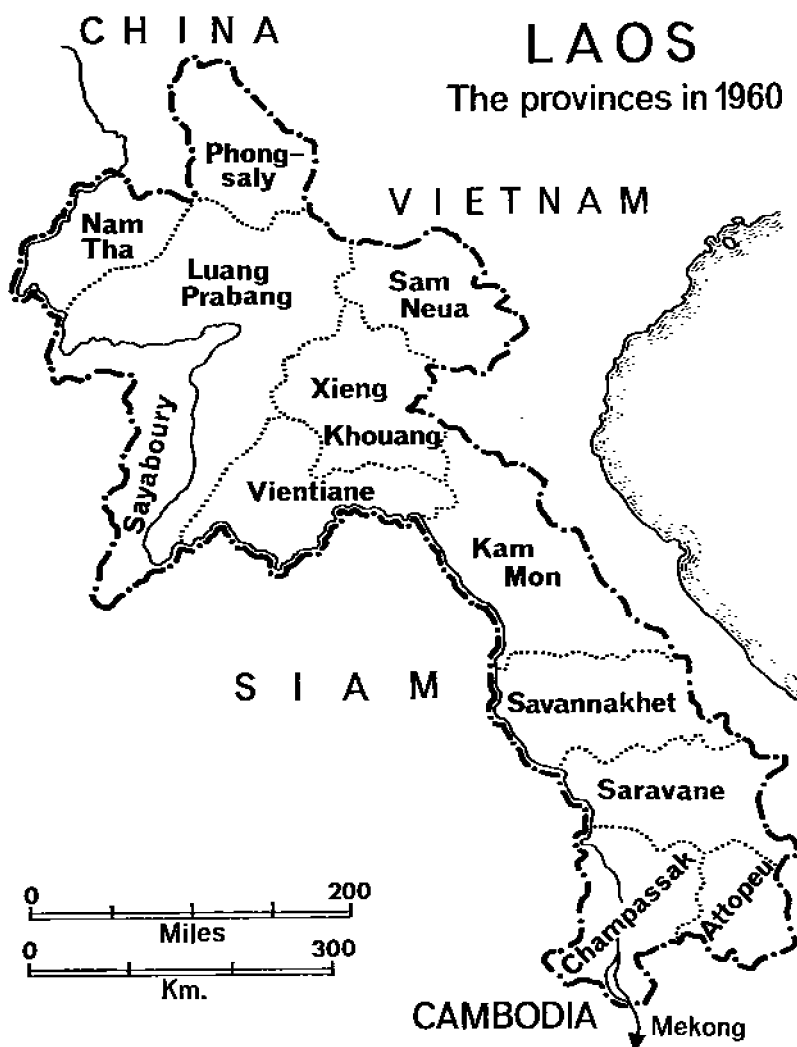 CHINA
LAOS
The provinces in 1960
Phong-
saly
VIETNAM
Nam
Tha
Luang
Prabang
Sam
Neua
Xieng
Khouang
Sayaboury
Vientiane
Kam
Mon
SIAM
Savannakhet
Saravane
Champassak
Attopeu
0 200
Miles
0 300
Km.
CAMBODIA
Mekong